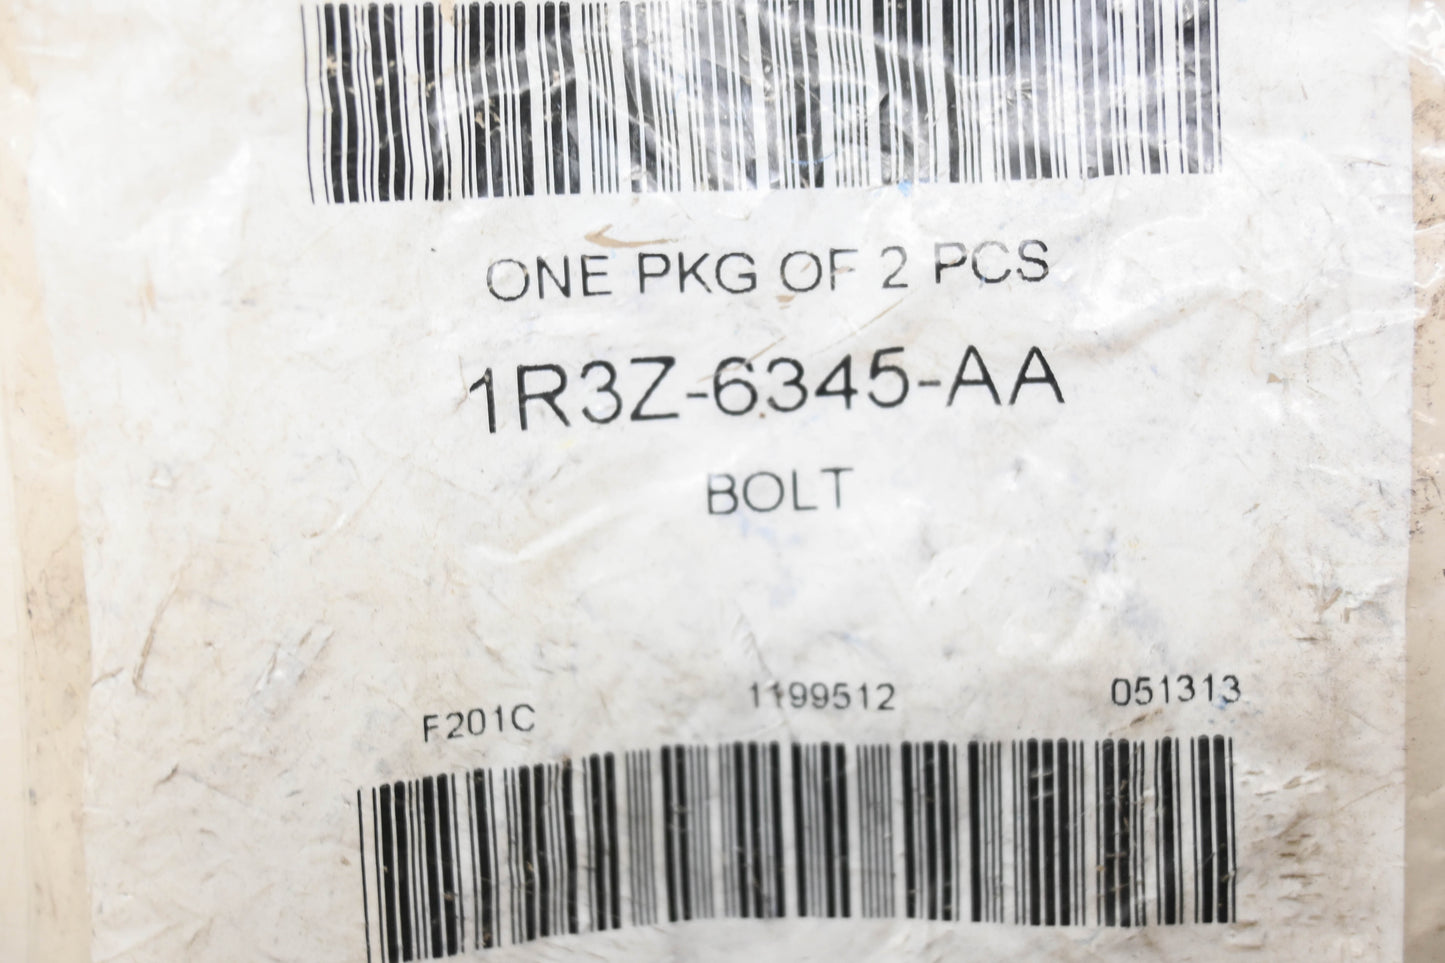 ONE PKG OF 2 PCS
1R3Z-6345-AA
BOLT
F201C 1199512 051313